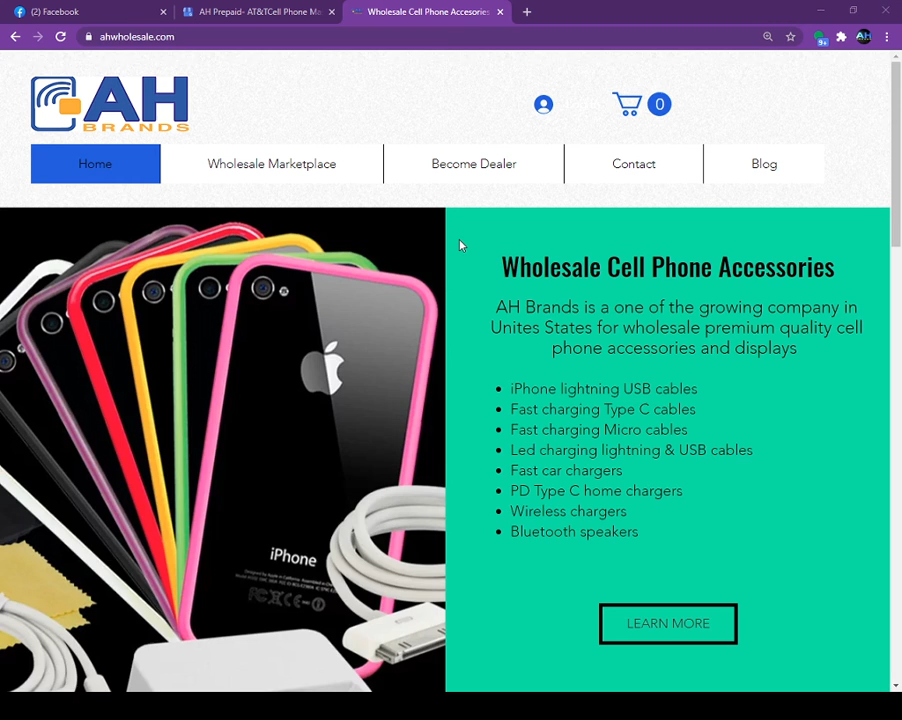 (2) Facebook
AH Prepaid- AT&TCell Phone Ma
Wholesale Cell Phone Accesories
ahwholesale.com
9+
AH
AH
BRANDS
0
Home
Wholesale Marketplace
Become Dealer
Contact
Blog
Wholesale Cell Phone Accessories
AH Brands is a one of the growing company in
Unites States for wholesale premium quality cell
phone accessories and displays
iPhone lightning USB cables
Fast charging Type C cables
Fast charging Micro cables
Led charging lightning & USB cables
Fast car chargers
PD Type C home chargers
Wireless chargers
Bluetooth speakers
LEARN MORE
iPhone